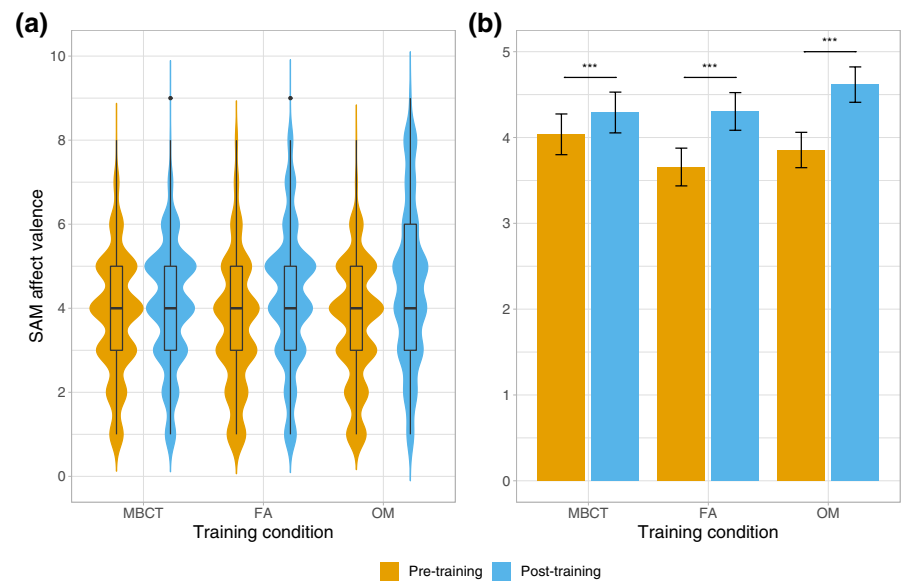 (a)
SAM affect valence
10
8
6
4
2
0
MBCT FA OM
Training condition
(b)
5
4
3
2
1
0
*** *** ***
MBCT FA OM
Training condition
Pre-training Post-training